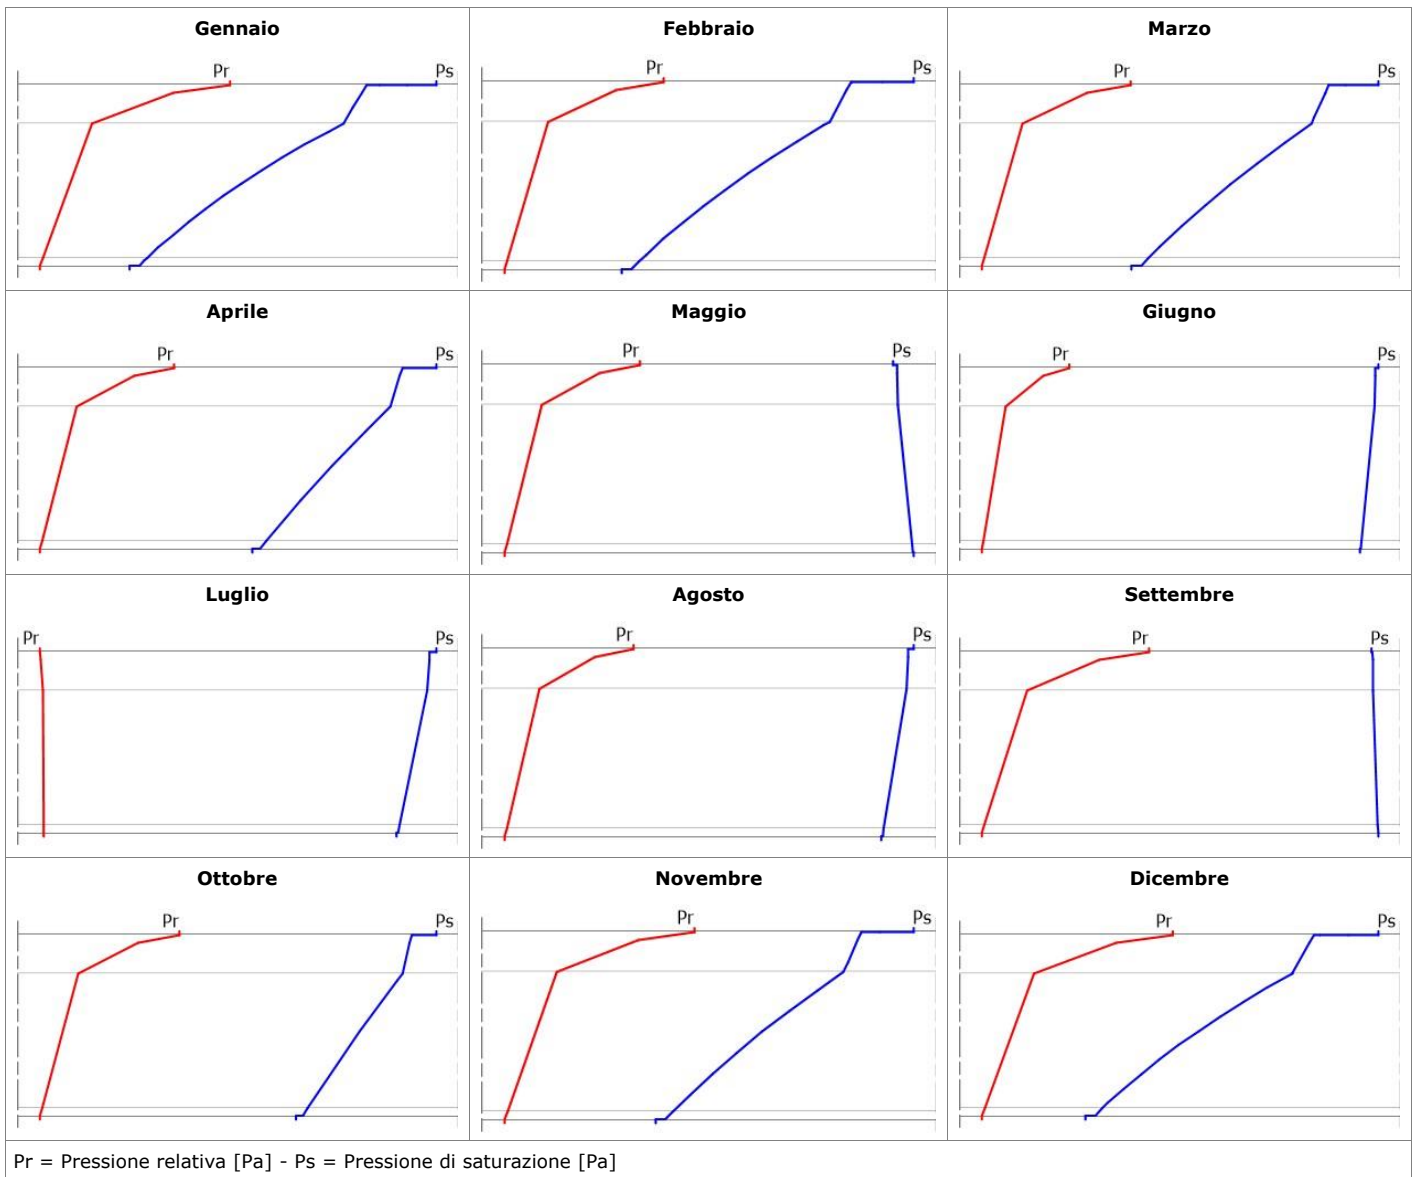 Gennaio
Febbraio
Marzo
Pr
Ps
Pr
Ps
Pr
Ps
Aprile
Maggio
Giugno
Pr
Ps
Pr
Ps
Pr
Ps
Luglio
Agosto
Settembre
Pr
Ps
Pr
Ps
Pr
Ps
Ottobre
Novembre
Dicembre
Pr
Ps
Pr
Ps
Pr
Ps
Pr = Pressione relativa [Pa] - Ps = Pressione di saturazione [Pa]